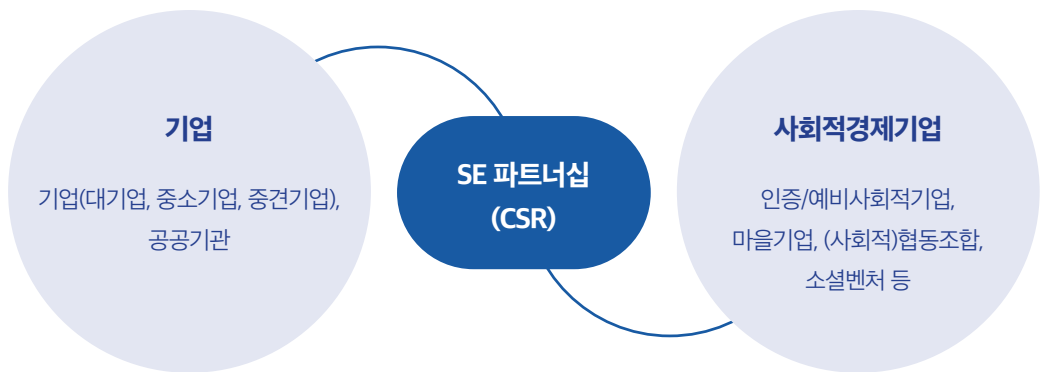 기업
기업(대기업, 중소기업, 중견기업),
공공기관
SE 파트너십
(CSR)
사회적경제기업
인증/예비사회적기업,
마을기업, (사회적)협동조합,
소셜벤처 등